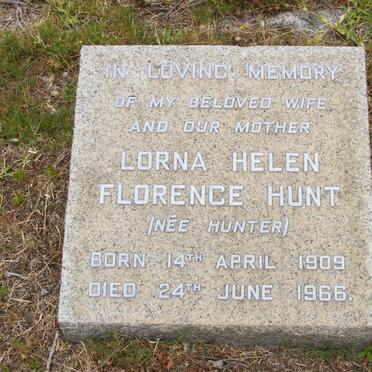 IN LOVING MEMORY
OF MY BELOVED WIFE
AND OUR MOTHER
LORNA HELEN
FLORENCE HUNT
(NÉE HUNTER)
BORN 14TH APRIL 1909
DIED 24TH JUNE 1966.